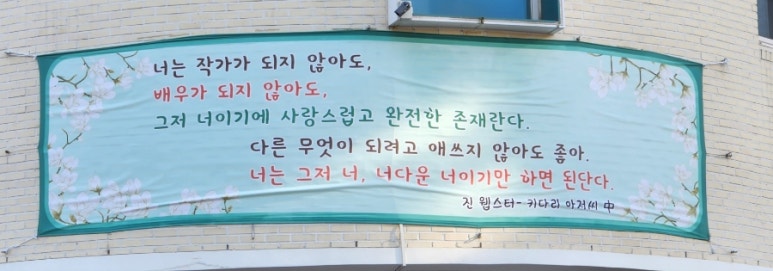 너는 작가가 되지 않아도,
배우가 되지 않아도,
그저 너이기에 사랑스럽고 완전한 존재란다.
다른 무엇이 되려고 애쓰지 않아도 좋아.
너는 그저 너, 너다운 너이기만 하면 된단다.
진 웹스터- 키다리 아저씨 中